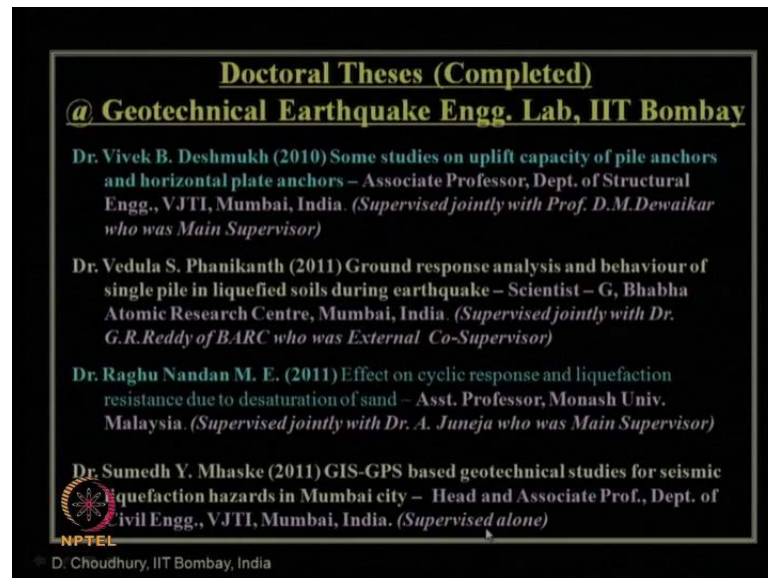 Doctoral Theses (Completed)
@ Geotechnical Earthquake Engg. Lab, IIT Bombay
Dr. Vivek B. Deshmukh (2010) Some studies on uplift capacity of pile anchors
and horizontal plate anchors – Associate Professor, Dept. of Structural
Engg., VJTI, Mumbai, India. (Supervised jointly with Prof. D.M.Dewaikar
who was Main Supervisor)
Dr. Vedula S. Phanikanth (2011) Ground response analysis and behaviour of
single pile in liquefied soils during earthquake – Scientist – G, Bhabha
Atomic Research Centre, Mumbai, India. (Supervised jointly with Dr.
G.R.Reddy of BARC who was External Co-Supervisor)
Dr. Raghu Nandan M. E. (2011) Effect on cyclic response and liquefaction
resistance due to desaturation of sand – Asst. Professor, Monash Univ.
Malaysia. (Supervised jointly with Dr. A. Juneja who was Main Supervisor)
Dr. Sumedh Y. Mhaske (2011) GIS-GPS based geotechnical studies for seismic
liquefaction hazards in Mumbai city – Head and Associate Prof., Dept. of
Civil Engg., VJTI, Mumbai, India. (Supervised alone)
NPTEL
D. Choudhury, IIT Bombay, India